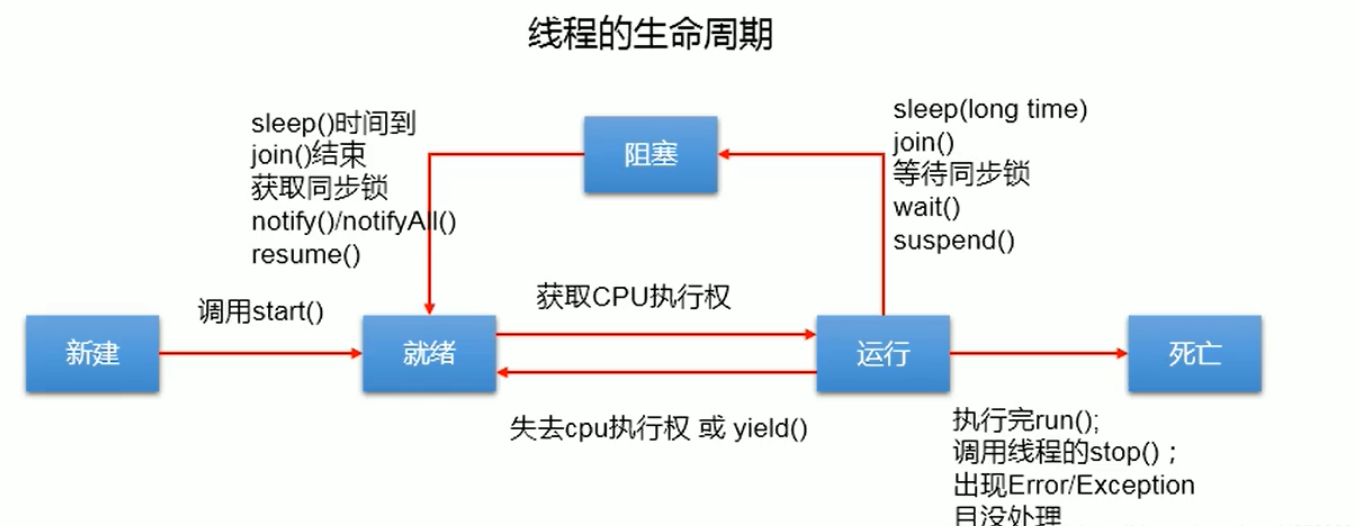 线程的生命周期
sleep()时间到
join()结束
获取同步锁
notify()/notifyAll()
resume()
阻塞
sleep(long time)
join()
等待同步锁
wait()
suspend()
调用start()
获取CPU执行权
新建
就绪
运行
死亡
失去cpu执行权 或 yield()
执行完run();
调用线程的stop()；
出现Error/Exception
且没处理